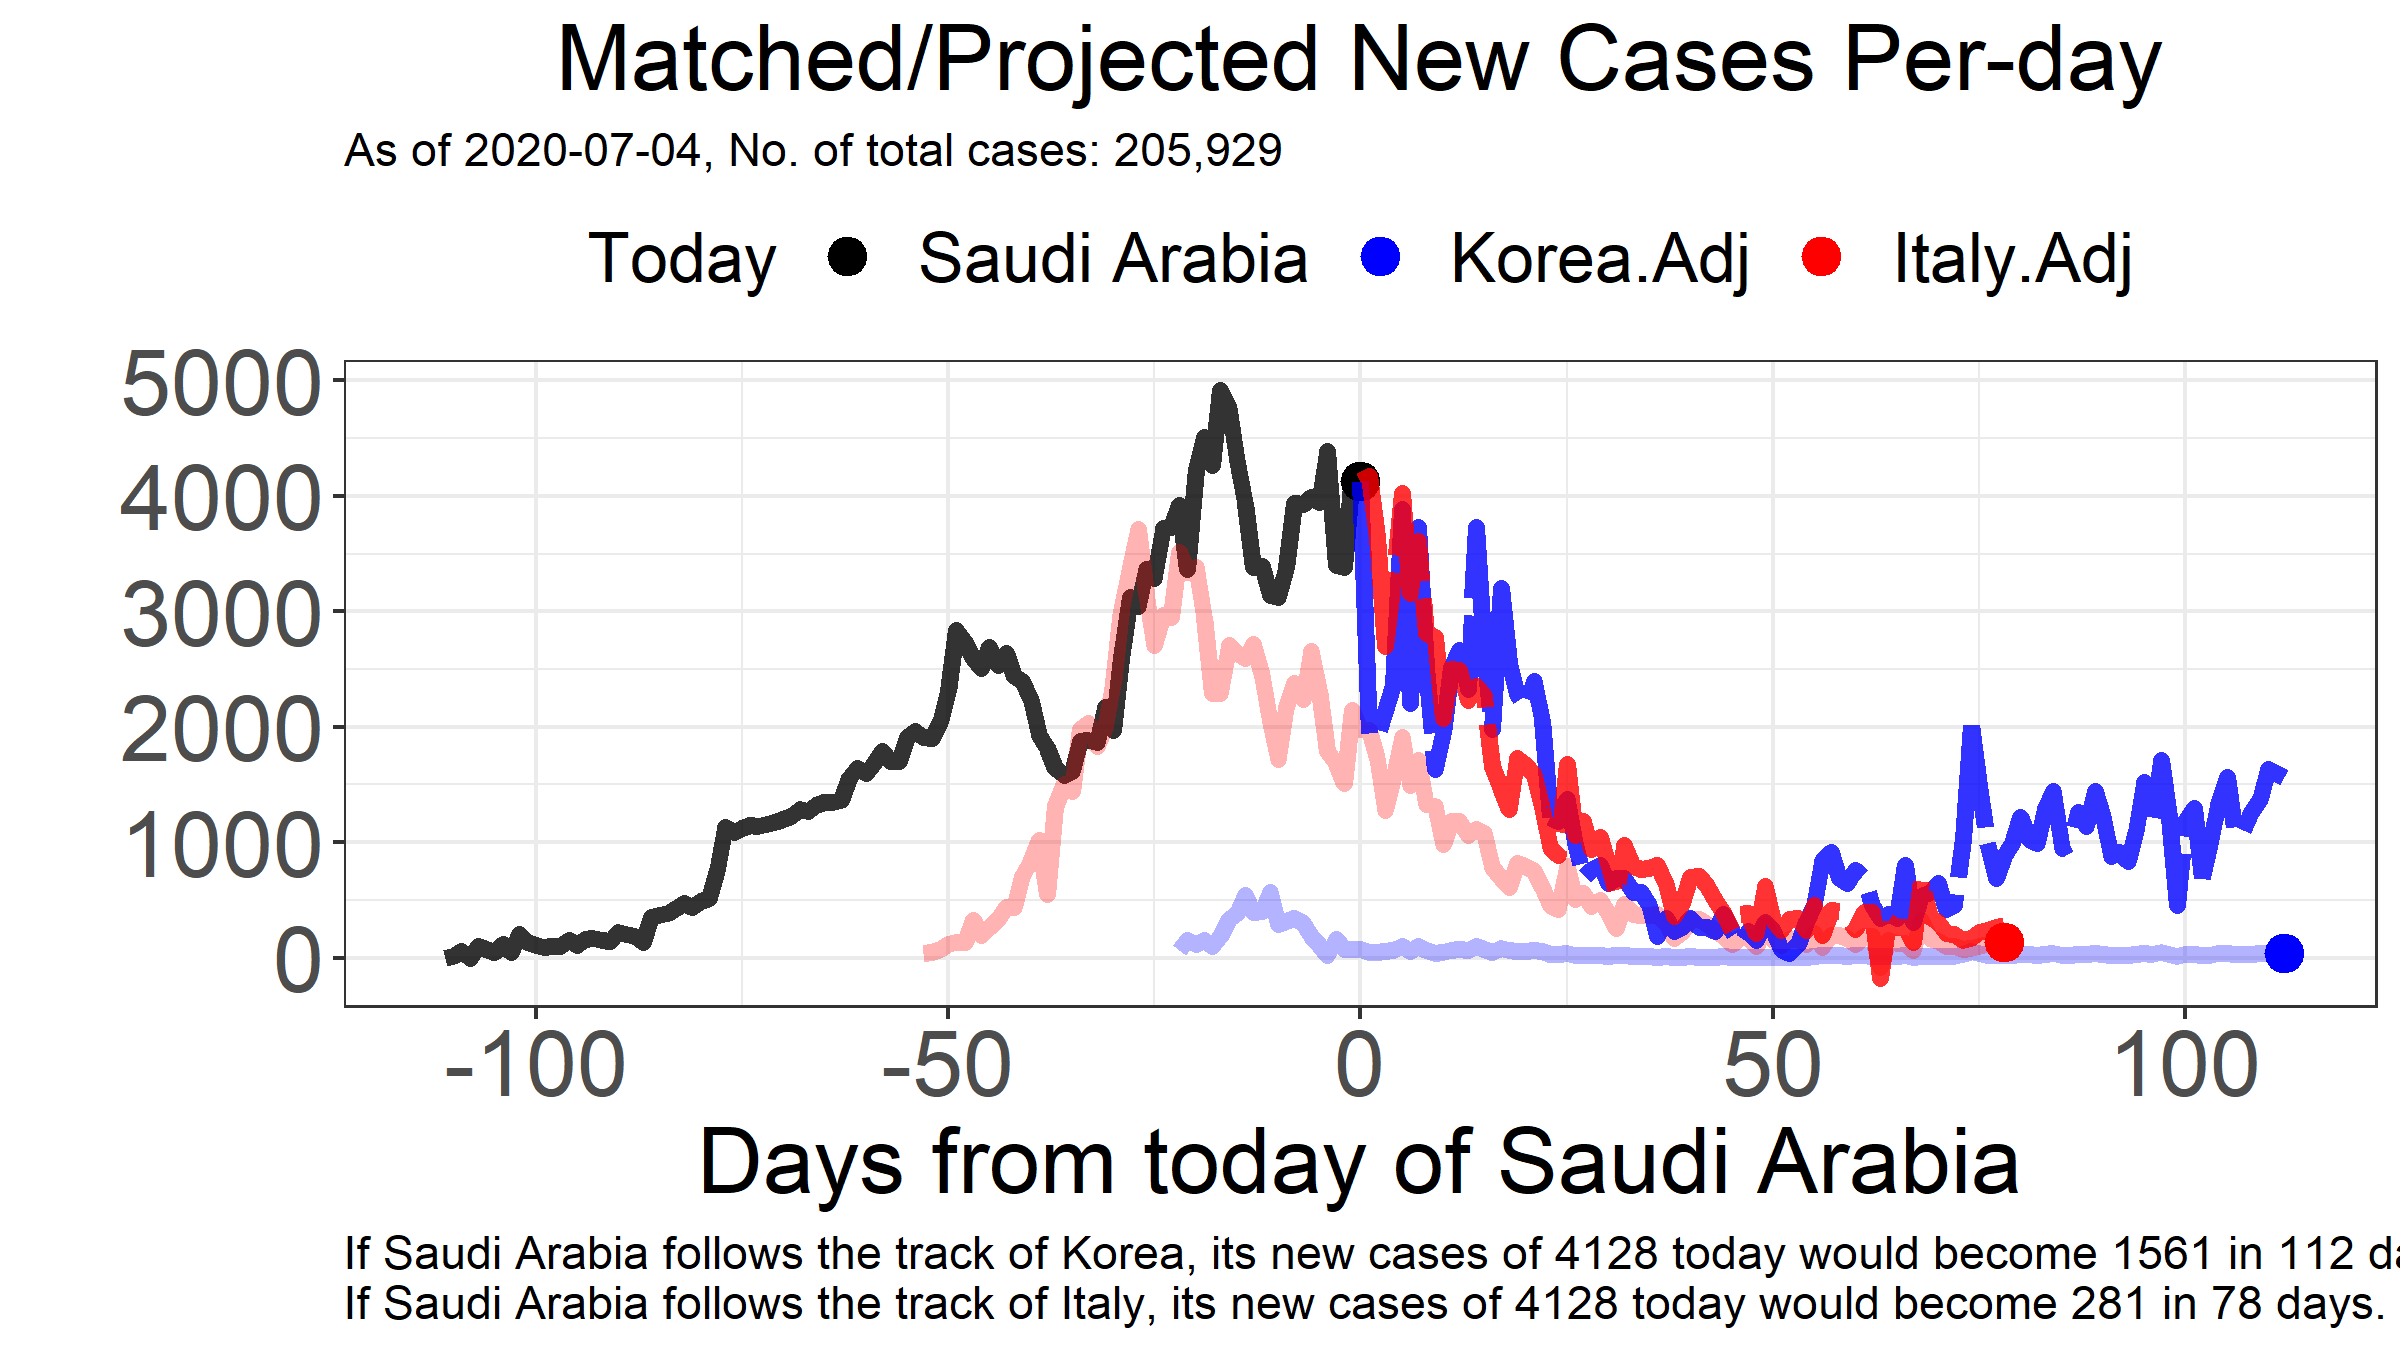 Matched/Projected New Cases Per-day
As of 2020-07-04, No. of total cases: 205,929
Today Saudi Arabia Korea.Adj Italy.Adj
5000
4000
3000
2000
1000
0
-100 -50 0 50 100
Days from today of Saudi Arabia
If Saudi Arabia follows the track of Korea, its new cases of 4128 today would become 1561 in 112 da
If Saudi Arabia follows the track of Italy, its new cases of 4128 today would become 281 in 78 days.